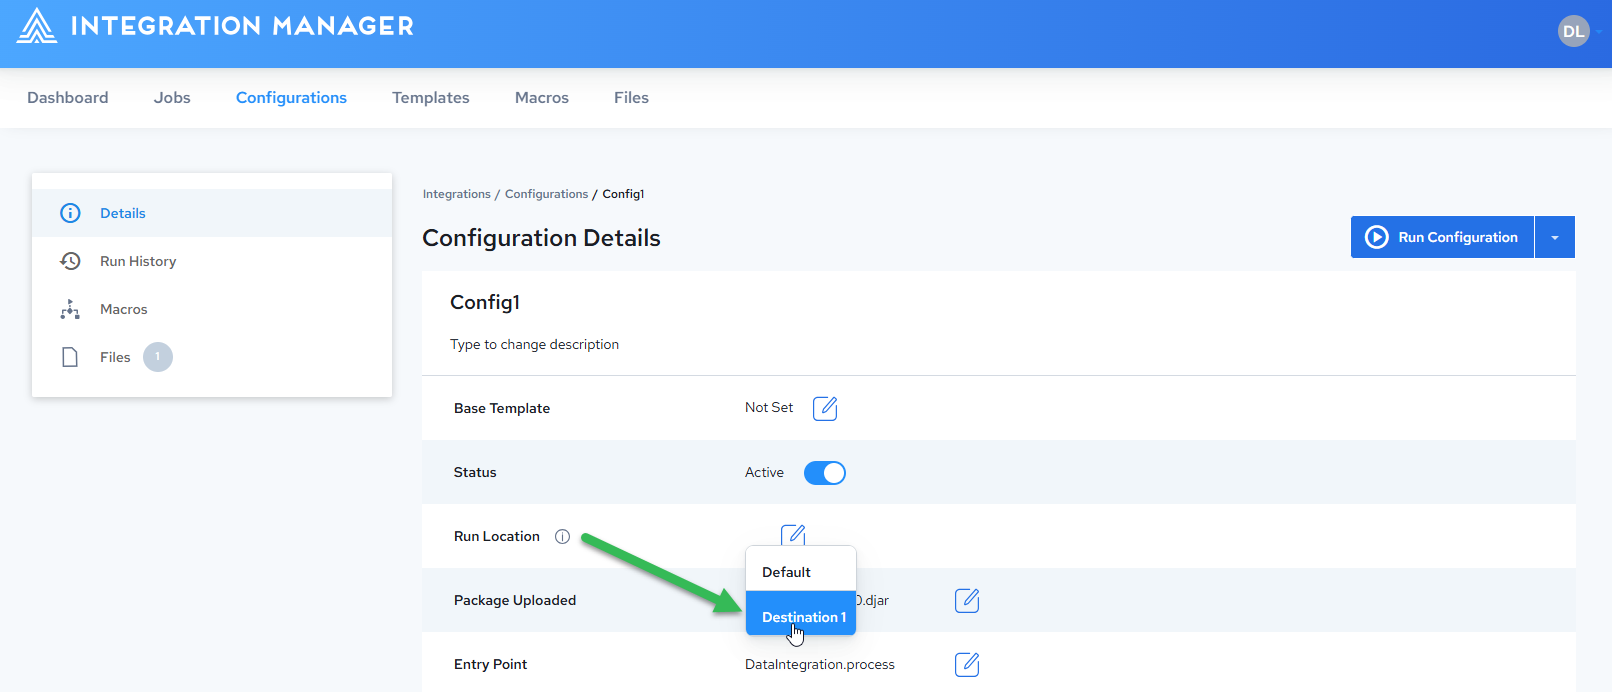 INTEGRATION MANAGER
DL
Dashboard Jobs Configurations Templates Macros Files
Details
Run History
Macros
Files 1
Integrations / Configurations / Config1
Configuration Details
Run Configuration
Config1
Type to change description
Base Template Not Set
Status Active
Run Location
Default
Destination 1
Package Uploaded .djar
Entry Point DataIntegration.process